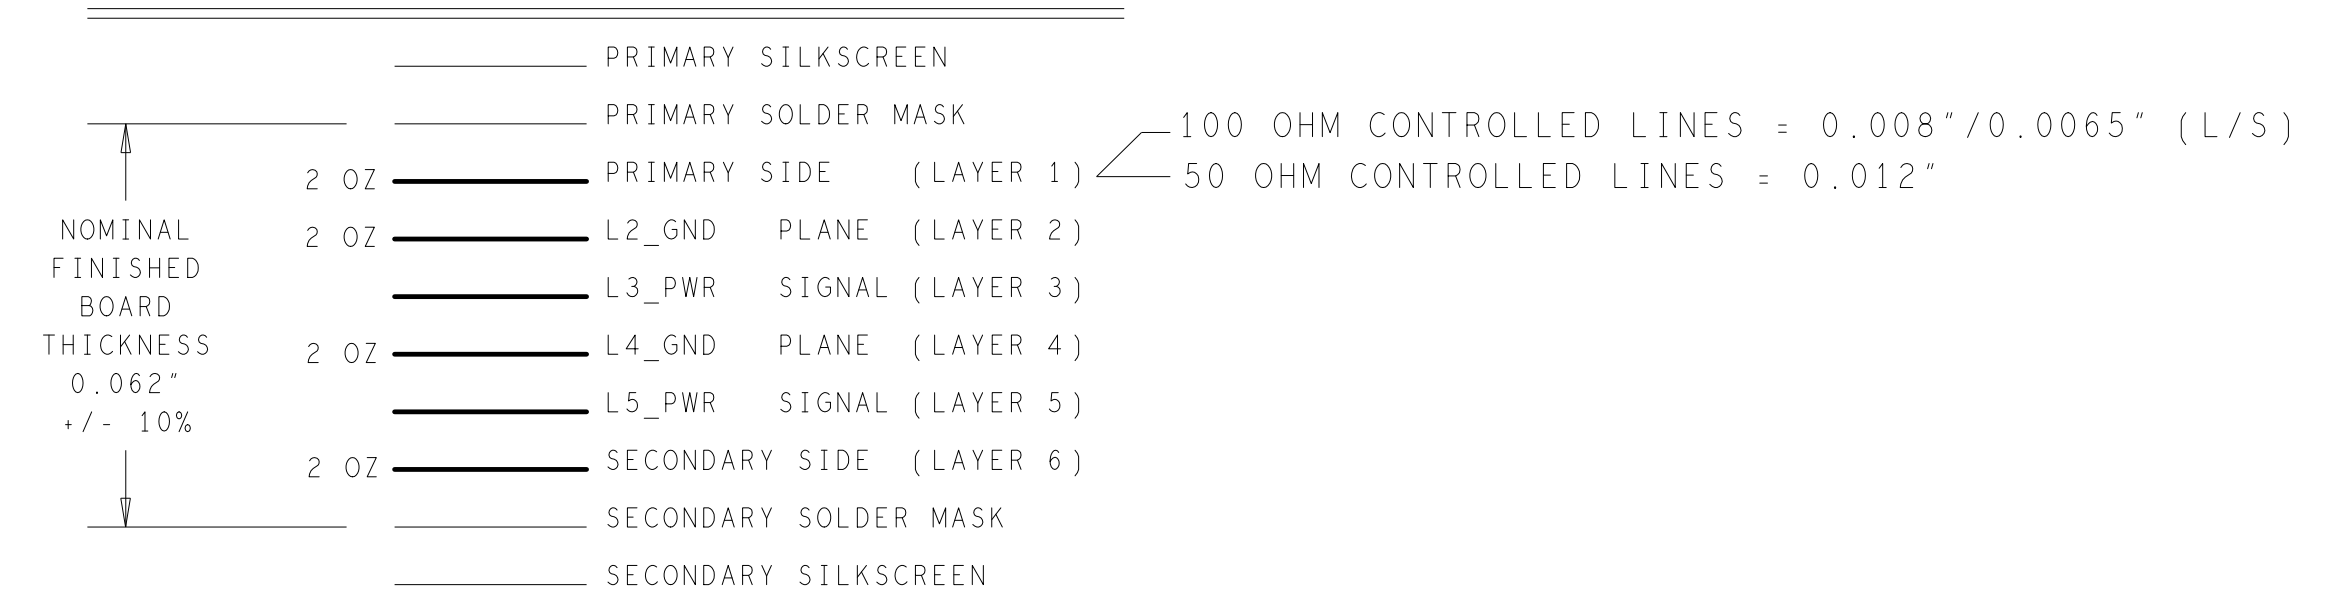 PRIMARY SILKSCREEN
PRIMARY SOLDER MASK
100 OHM CONTROLLED LINES = 0.008"/0.0065" (L/S)
2 OZ PRIMARY SIDE (LAYER 1)
50 OHM CONTROLLED LINES = 0.012"
2 OZ L2_GND PLANE (LAYER 2)
L3_PWR SIGNAL (LAYER 3)
2 OZ L4_GND PLANE (LAYER 4)
L5_PWR SIGNAL (LAYER 5)
2 OZ SECONDARY SIDE (LAYER 6)
SECONDARY SOLDER MASK
SECONDARY SILKSCREEN
NOMINAL
FINISHED
BOARD
THICKNESS
0.062"
+/- 10%